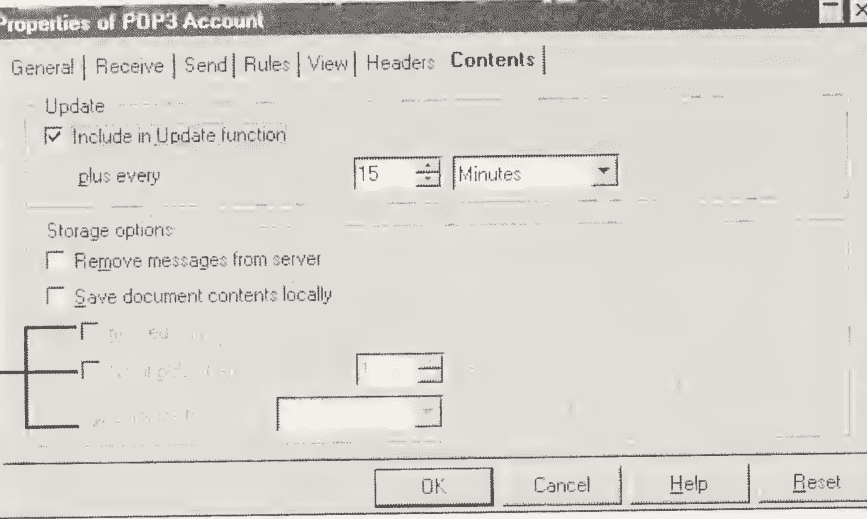 Properties of POP3 Account
General | Receive | Send | Rules | View | Headers Contents |
Update
Include in Update function
plus every 15 Minutes
Storage options
Remove messages from server
Save document contents locally
1
OK Cancel Help Reset